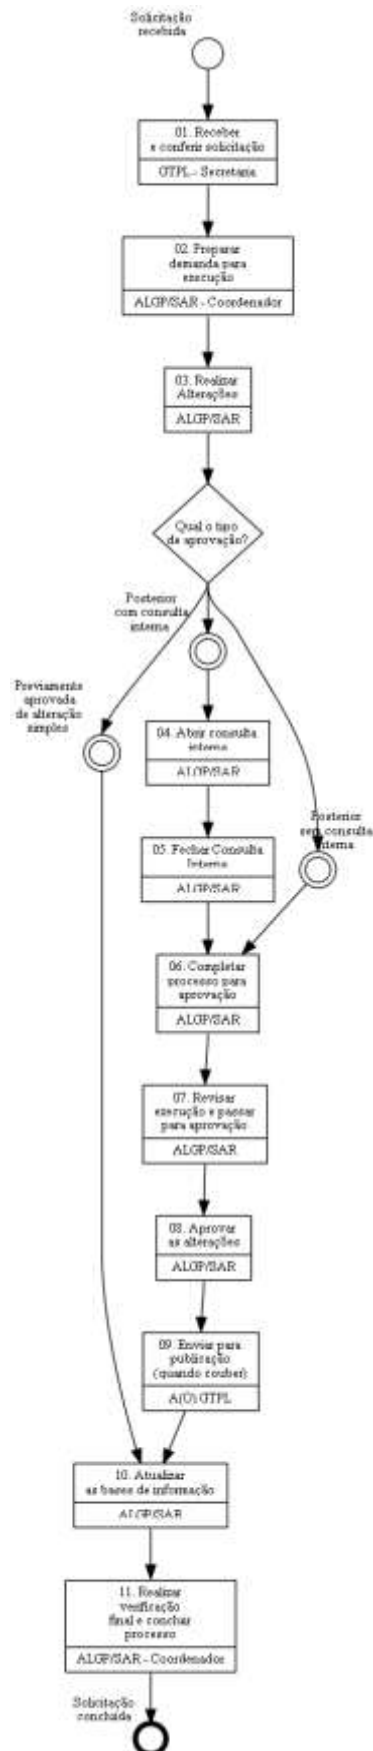 Solicitação
recebida
01. Receber
e conferir solicitação
GTPL - Secretaria
02. Preparar
demanda para
execução
ALGP/SAR - Coordenador
03. Realizar
Alterações
ALGP/SAR
Qual o tipo
de aprovação?
Posterior
com consulta
interna
Previamente
aprovada
de alteração
simples
04. Abrir consulta
interna
ALGP/SAR
Posterior
sem consulta
interna
05. Fechar Consulta
Interna
ALGP/SAR
06. Completar
processo para
aprovação
ALGP/SAR
07. Revisar
execução e passar
para aprovação
ALGP/SAR
08. Aprovar
as alterações
ALGP/SAR
09. Enviar para
publicação
(quando couber)
A(O) GTPL
10. Atualizar
as bases de informação
ALGP/SAR
11. Realizar
verificação
final e concluir
processo
ALGP/SAR - Coordenador
Solicitação
concluída